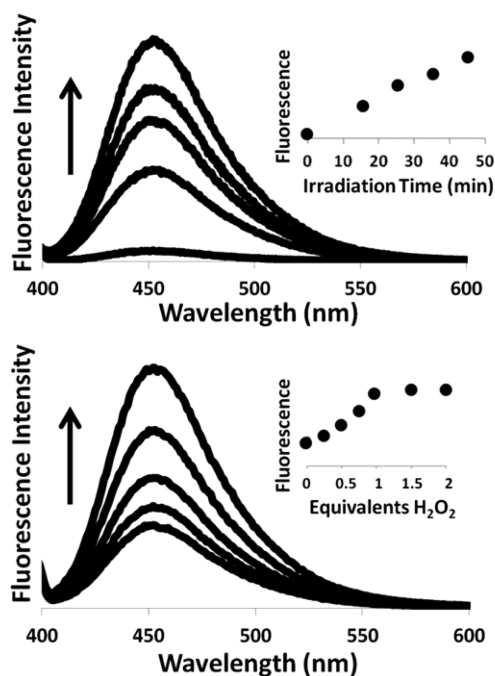 Fluorescence Intensity
Fluorescence
0 10 20 30 40 50
Irradiation Time (min)
400 450 500 550 600
Wavelength (nm)
Fluorescence Intensity
Fluorescence
0 0.5 1 1.5 2
Equivalents H₂O₂
400 450 500 550 600
Wavelength (nm)